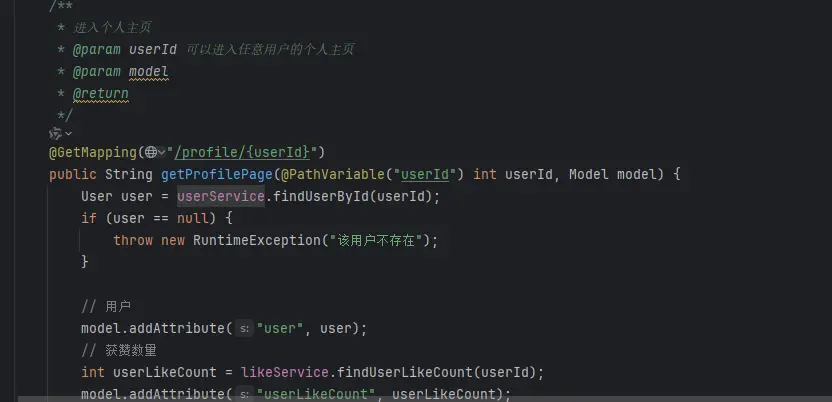 /**
* 进入个人主页
* @param userId 可以进入任意用户的个人主页
* @param model
* @return
*/
@GetMapping("/profile/{userId}")
public String getProfilePage(@PathVariable("userId") int userId, Model model) {
User user = userService.findUserById(userId);
if (user == null) {
throw new RuntimeException("该用户不存在");
}
// 用户
model.addAttribute( s: "user", user);
// 获赞数量
int userLikeCount = likeService.findUserLikeCount(userId);
model.addAttribute( s: "userLikeCount", userLikeCount);